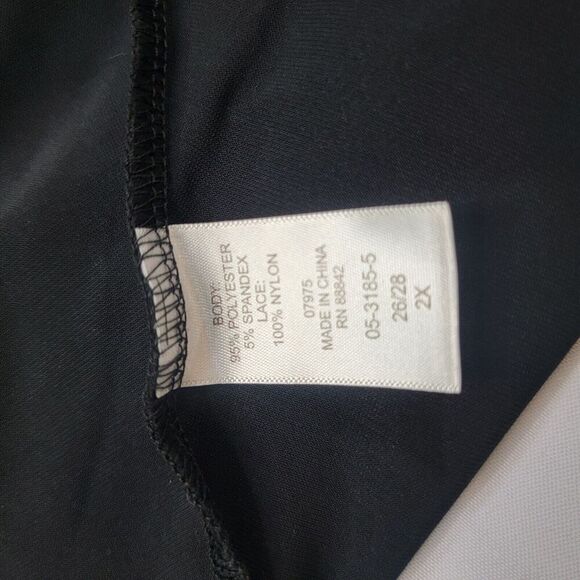 BODY:
95% POLYESTER
5% SPANDEX
LACE:
100% NYLON
07975
MADE IN CHINA
RN 88842
05-3185-5
26/28
2X